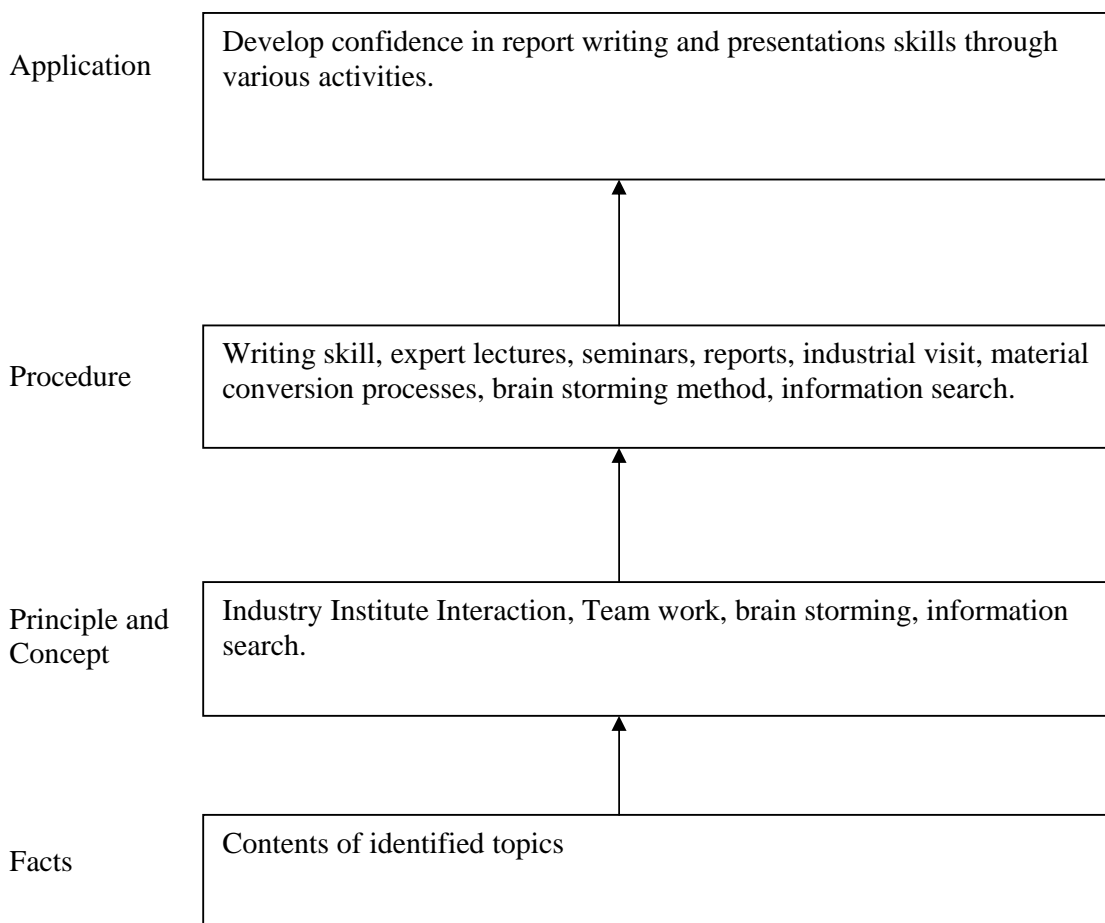 Application
Develop confidence in report writing and presentations skills through
various activities.
Procedure
Writing skill, expert lectures, seminars, reports, industrial visit, material
conversion processes, brain storming method, information search.
Principle and
Concept
Industry Institute Interaction, Team work, brain storming, information
search.
Facts
Contents of identified topics